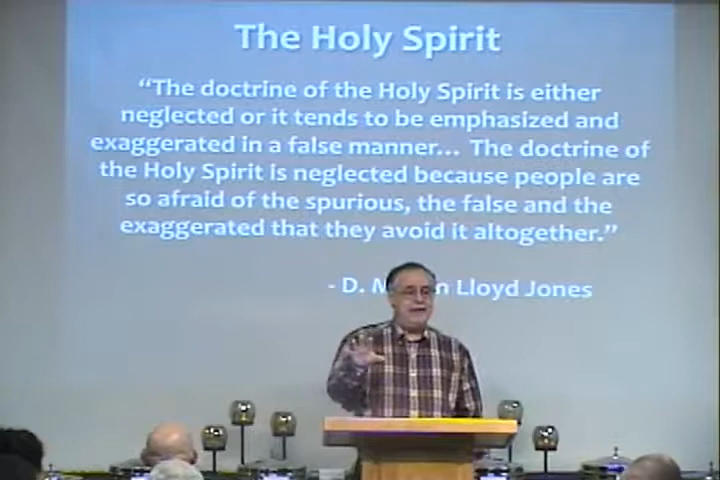 The Holy Spirit
“The doctrine of the Holy Spirit is either
neglected or it tends to be emphasized and
exaggerated in a false manner… The doctrine of
the Holy Spirit is neglected because people are
so afraid of the spurious, the false and the
exaggerated that they avoid it altogether.”
- D. Lloyd Jones